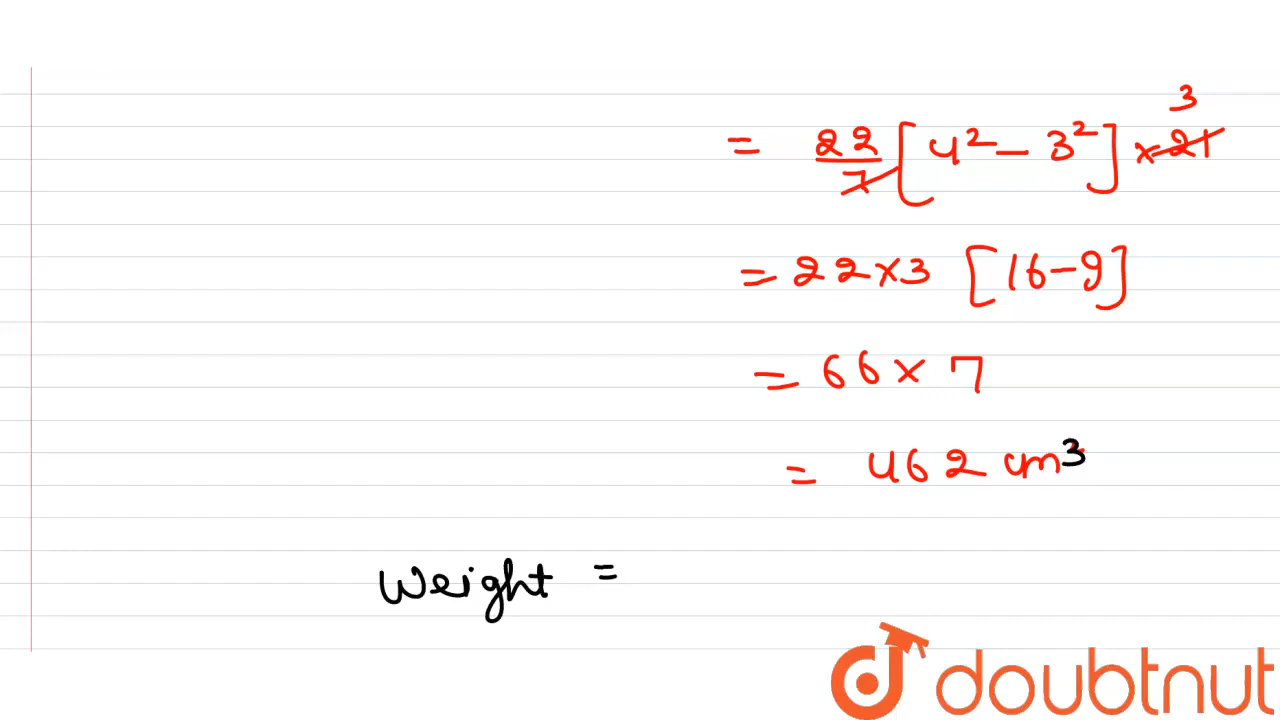 3
= 22/7 [4² - 3²] × 21
= 22 × 3 [16 - 9]
= 66 × 7
= 462 cm³
Weight =
doubtnut